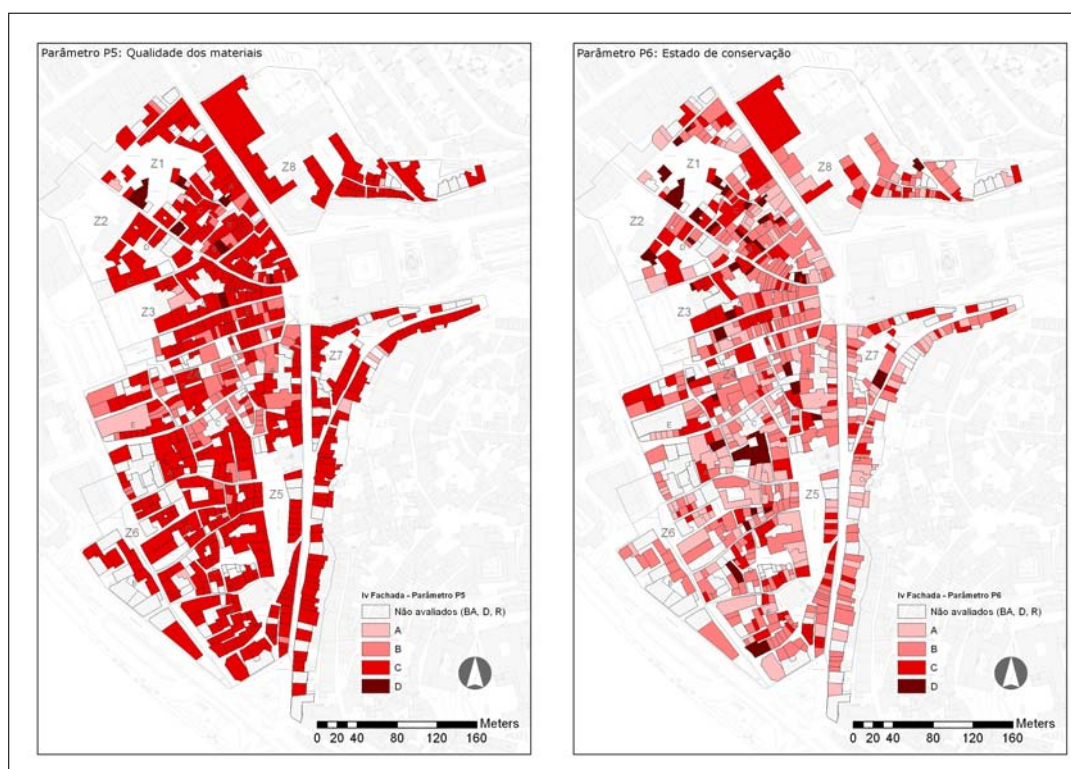 Parâmetro P5: Qualidade dos materiais
Z1
Z8
Z2
D
Z3
Z7
E
C
Z5
Z6
Iv Fachada - Parâmetro P5
Não avaliados (BA, D, R)
A
B
C
D
Meters
0 20 40 80 120 160
Parâmetro P6: Estado de conservação
Z1
Z8
Z2
D
Z3
Z7
E
C
Z5
Z6
Iv Fachada - Parâmetro P6
Não avaliados (BA, D, R)
A
B
C
D
Meters
0 20 40 80 120 160